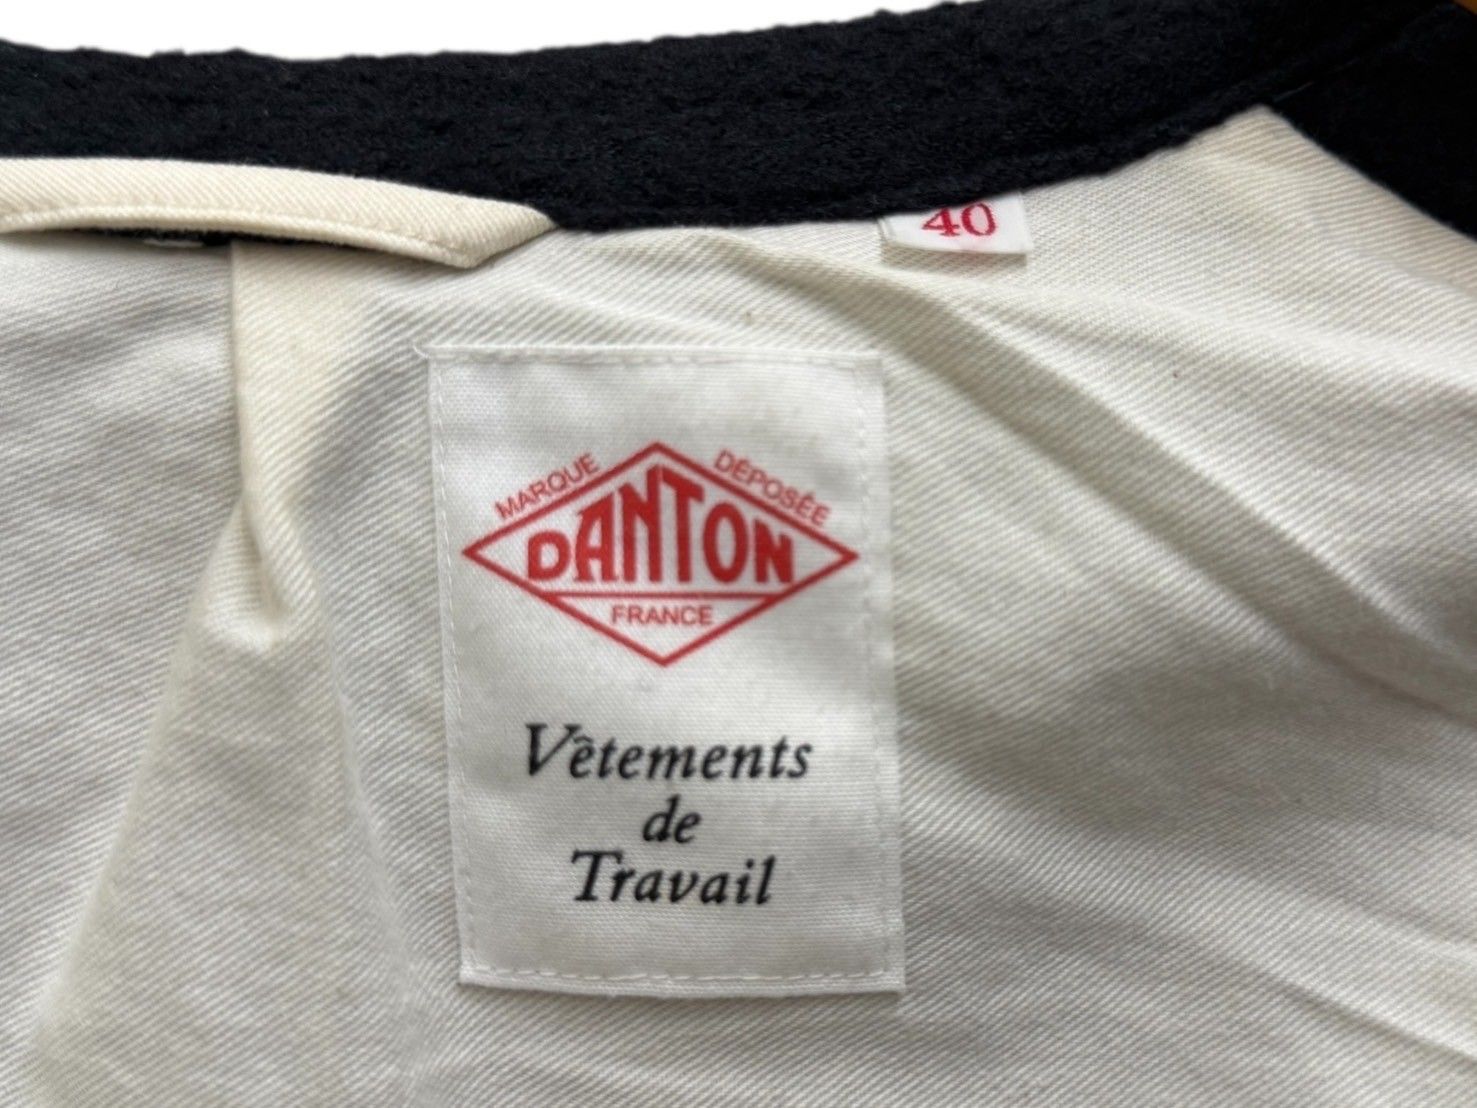 40
MARQUE DÉPOSÉE
DANTON
FRANCE
Vêtements
de
Travail